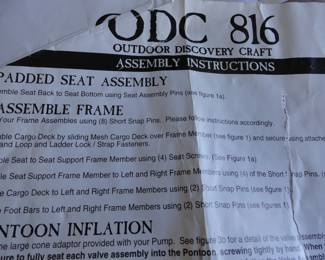 ODC 816
OUTDOOR DISCOVERY CRAFT
ASSEMBLY INSTRUCTIONS
PADDED SEAT ASSEMBLY
emble Seat Back to Seat Bottom using Seat Assembly Pins (see figure 1a).
ASSEMBLE FRAME
Your Frame Assemblies using (8) Short Snap Pins. Please follow instructions accordingly.
ble Cargo Deck by sliding Mesh Cargo Deck over Frame Member (see figure 1) and secure using attache
and Loop and Ladder Lock / Strap Fasteners.
ble Seat to Seat Support Frame Member using (4) Seat Screws. (See Figure 1a)
ble Seat Support Frame Member to Left and Right Frame Members using (4) of the Short Snap Pins. (s
e Cargo Deck to Left and Right Frame Members using (2) Short Snap Pins (see figure 1).
e Foot Bars to Left and Right Frame Members using (2) Short Snap Pins (see figure 1)
NTOON INFLATION
he large cone adaptor provided with your Pump. See figure 3b for a detail of the valve assembly
ure to fully seat each valve assembly into the Pontoon, screwing tightly by hand. When